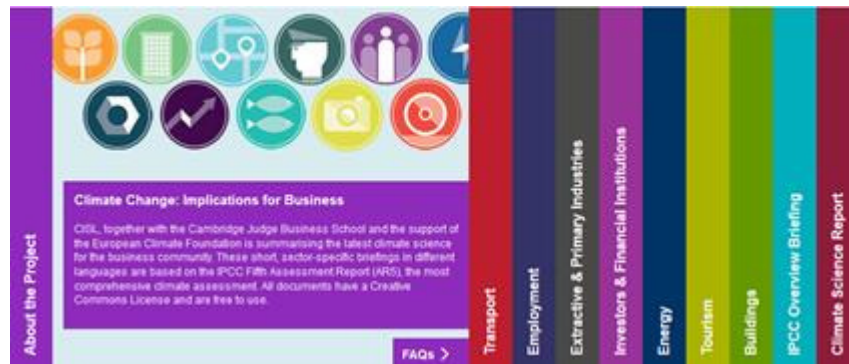 About the Project
Climate Change: Implications for Business
CISL, together with the Cambridge Judge Business School and the support of
the European Climate Foundation is summarising the latest climate science
for the business community. These short, sector-specific briefings in different
languages are based on the IPCC Fifth Assessment Report (AR5), the most
comprehensive climate assessment. All documents have a Creative
Commons License and are free to use.
FAQs >
Transport
Employment
Extractive & Primary Industries
Investors & Financial Institutions
Energy
Tourism
Buildings
IPCC Overview Briefing
Climate Science Report